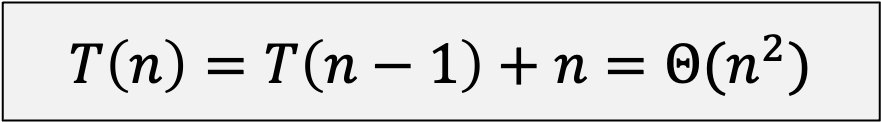 T(n) = T(n − 1) + n = Θ(n²)